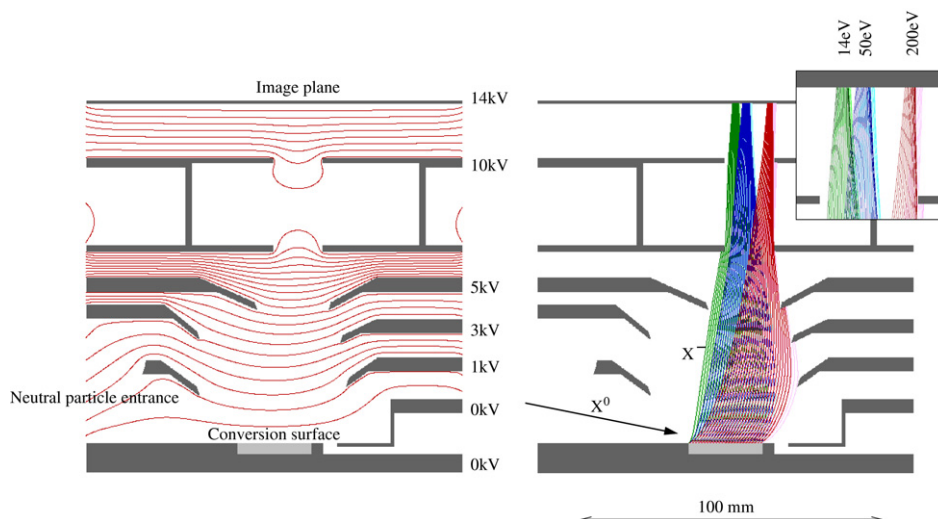 14eV
50eV
200eV
Image plane
14kV
10kV
5kV
3kV
1kV
X⁻
Neutral particle entrance
X⁰
0kV
Conversion surface
0kV
100 mm